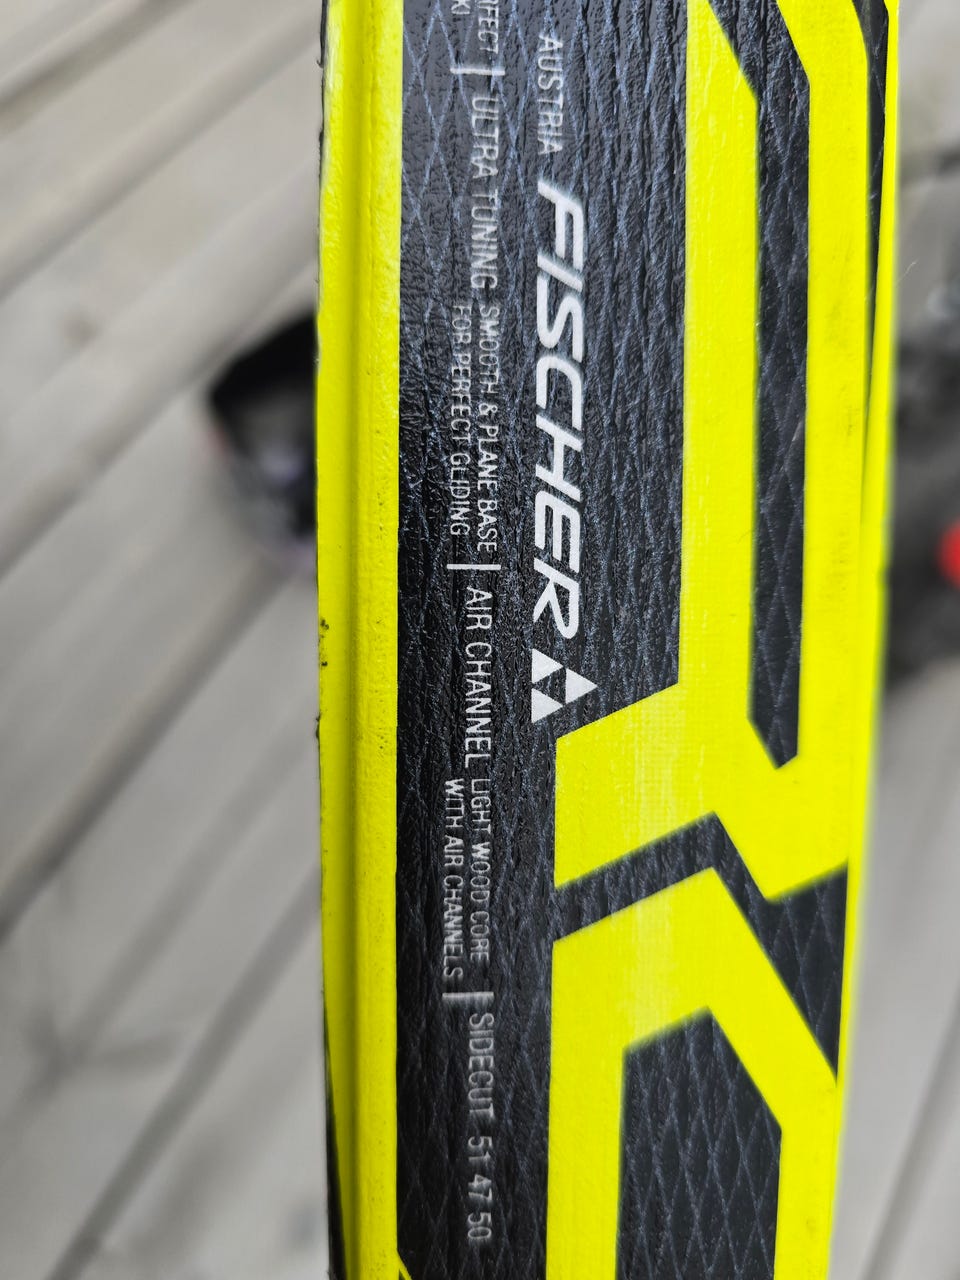 AUSTRIA FISCHER
ULTRA TUNING SMOOTH & PLANE BASE
FOR PERFECT GLIDING
AIR CHANNEL LIGHT WOOD CORE
WITH AIR CHANNELS
SIDECUT 51 47 50